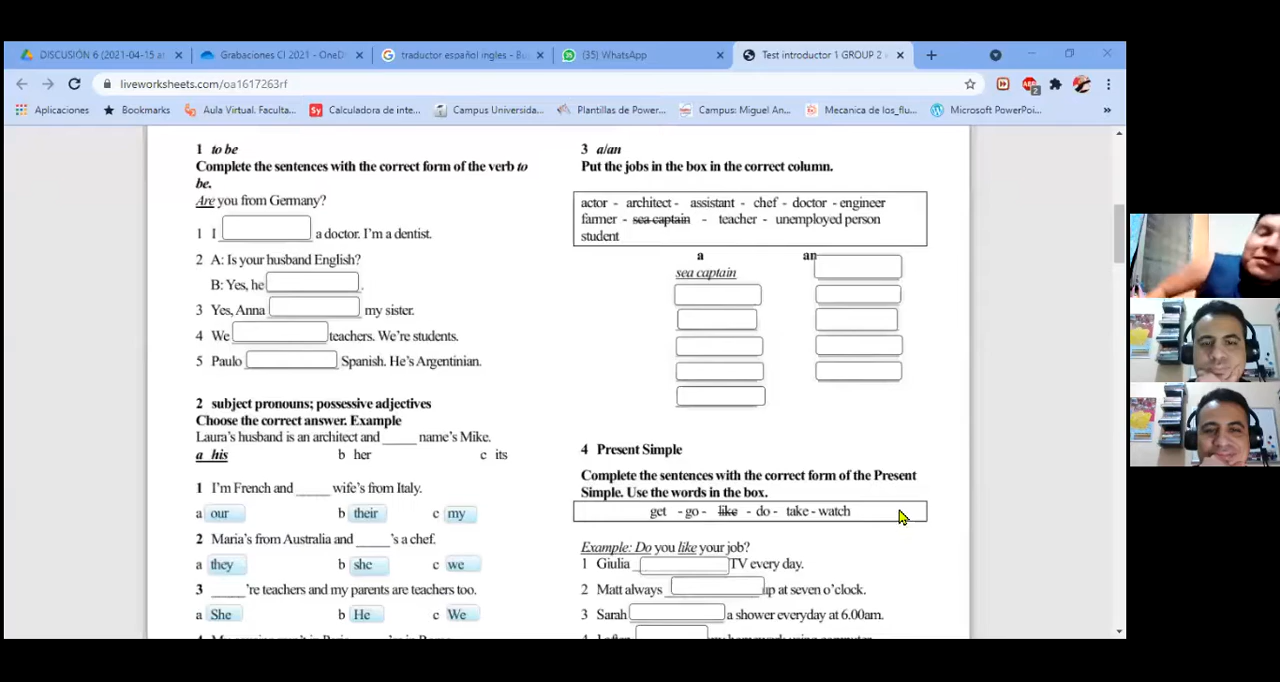 DISCUSIÓN 6 (2021-04-15 at
Grabaciones CI 2021 - OneD
traductor español ingles - Bu
(35) WhatsApp
Test introductor 1 GROUP 2
liveworksheets.com/oa1617263rf
2
Aplicaciones
Bookmarks
Aula Virtual. Faculta...
Sy
Calculadora de inte...
Campus Universida...
Plantillas de Power...
Campus: Miguel An...
Mecanica de los_flu...
Microsoft PowerPoi...
»
1 to be
Complete the sentences with the correct form of the verb to
be.
Are you from Germany?
1 I a doctor. I'm a dentist.
2 A: Is your husband English?
B: Yes, he .
3 Yes, Anna my sister.
4 We teachers. We're students.
5 Paulo Spanish. He's Argentinian.
2 subject pronouns; possessive adjectives
Choose the correct answer. Example
Laura's husband is an architect and _____ name's Mike.
a his b her c its
1 I'm French and _____ wife's from Italy.
a our b their c my
2 Maria's from Australia and _____'s a chef.
a they b she c we
3 _____'re teachers and my parents are teachers too.
a She b He c We
3 a/an
Put the jobs in the box in the correct column.
actor - architect - assistant - chef - doctor - engineer
farmer - sea captain - teacher - unemployed person
student
a an
sea captain
4 Present Simple
Complete the sentences with the correct form of the Present
Simple. Use the words in the box.
get - go - like - do - take - watch
Example: Do you like your job?
1 Giulia TV every day.
2 Matt always up at seven o'clock.
3 Sarah a shower everyday at 6.00am.